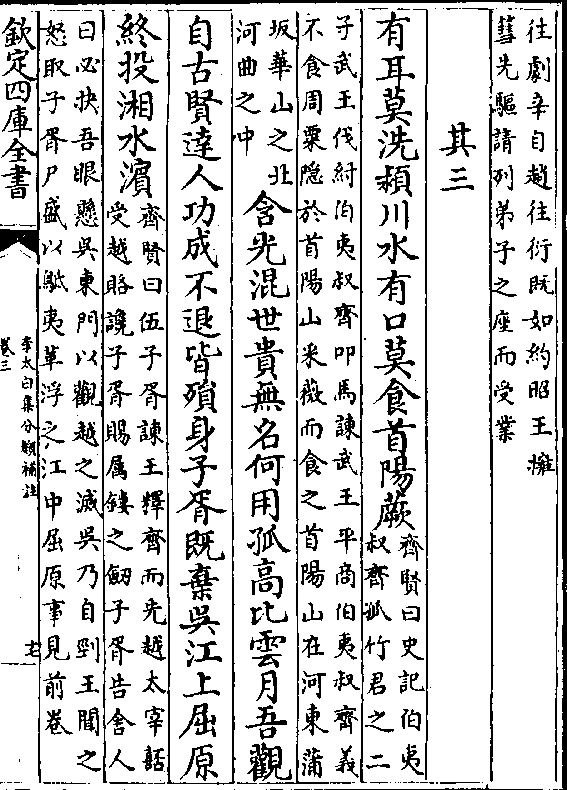 往劇辛自趙往衍既如約昭王擁
篲先驅請列弟子之座而受業
其三
有耳莫洗潁川水有口莫食首陽蕨
齊賢曰史記伯夷
叔齊孤竹君之二
子武王伐紂伯夷叔齊叩馬諫武王平商伯夷叔齊義
不食周粟隱於首陽山采薇而食之首陽山在河東蒲
坂華山之北
河曲之中
含光混世貴無名何用孤高比雲月吾觀
自古賢達人功成不退皆殞身子胥既棄吳江上屈原
終投湘水濱
齊賢曰伍子胥諫王釋齊而先越太宰嚭
受越賂讒子胥賜属鏤之劒子胥告舍人
曰必抉吾眼懸吳東門以觀越之滅吳乃自剄王聞之
怒取子胥尸盛以鴟夷革浮之江中屈原事見前卷
欽定四庫全書
李太白集分類補註
卷三